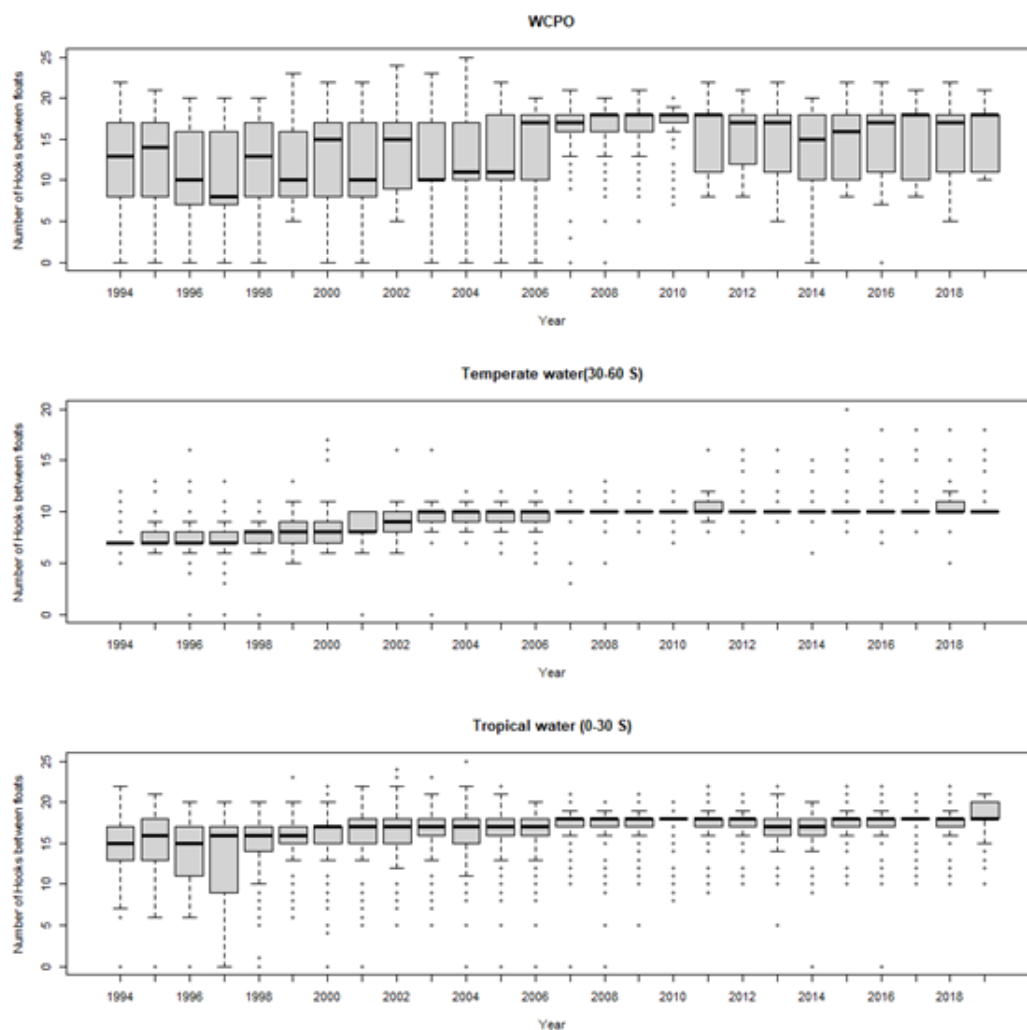 WCPO
Number of Hooks between floats
25
20
15
10
5
0
1994 1996 1998 2000 2002 2004 2006 2008 2010 2012 2014 2016 2018
Year
Temperate water(30-60 S)
Number of Hooks between floats
20
15
10
5
0
1994 1996 1998 2000 2002 2004 2006 2008 2010 2012 2014 2016 2018
Year
Tropical water (0-30 S)
Number of Hooks between floats
25
20
15
10
5
0
1994 1996 1998 2000 2002 2004 2006 2008 2010 2012 2014 2016 2018
Year